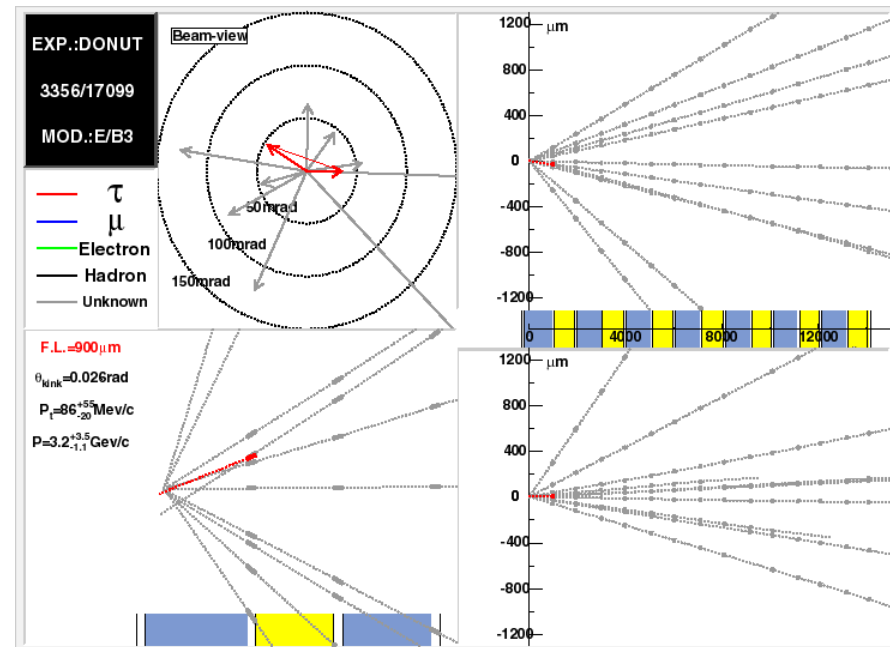 EXP.:DONUT
3356/17099
MOD.:E/B3
τ
μ
Electron
Hadron
Unknown
Beam-view
50mrad
100mrad
150mrad
F.L.=900μm
θkink=0.026rad
Pt=86+55-20Mev/c
P=3.2+3.5-1.1Gev/c
1200
μm
800
400
0
-400
-800
-1200
0
4000
8000
12000
1200
μm
800
400
0
-400
-800
-1200